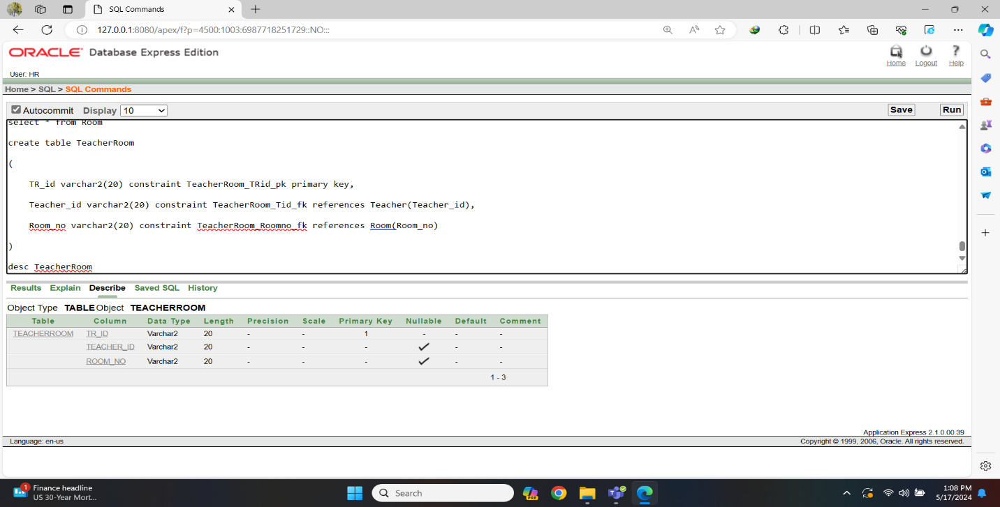 SQL Commands
127.0.0.1:8080/apex/f?p=4500:1003:6987718251729::NO:::
ORACLE Database Express Edition
Home Logout Help
User: HR
Home > SQL > SQL Commands
Autocommit Display 10 Save Run
select * from Room
create table TeacherRoom
(
TR_id varchar2(20) constraint TeacherRoom_TRid_pk primary key,
Teacher_id varchar2(20) constraint TeacherRoom_Tid_fk references Teacher(Teacher_id),
Room_no varchar2(20) constraint TeacherRoom_Roomno_fk references Room(Room_no)
)
desc TeacherRoom
Results Explain Describe Saved SQL History
Object Type TABLE Object TEACHERROOM
Table Column Data Type Length Precision Scale Primary Key Nullable Default Comment
TEACHERROOM TR_ID Varchar2 20 - - 1 - - -
TEACHER_ID Varchar2 20 - - - - -
ROOM_NO Varchar2 20 - - - - -
1 - 3
Application Express 2.1.0.00.39
Language: en-us Copyright © 1999, 2006, Oracle. All rights reserved.
1 Finance headline
US 30-Year Mort...
Search
PRE
1:08 PM
5/17/2024